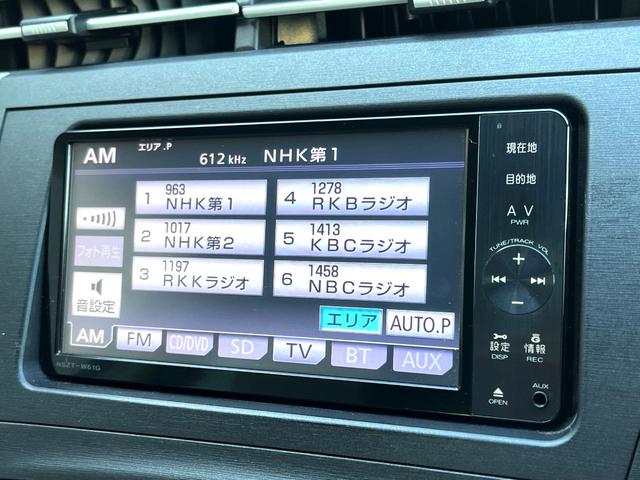 AM エリア.P 612 kHz NHK第1
1 963 NHK第1
4 1278 RKBラジオ
2 1017 NHK第2
5 1413 KBCラジオ
3 1197 RKKラジオ
6 1458 NBCラジオ
フォト再生
音設定
エリア AUTO.P
AM FM CD/DVD SD TV BT AUX
NSZT-W61G
現在地
目的地
AV
PWR
TUNE/TRACK VOL
+
−
設定 DISP
情報 REC
OPEN
AUX